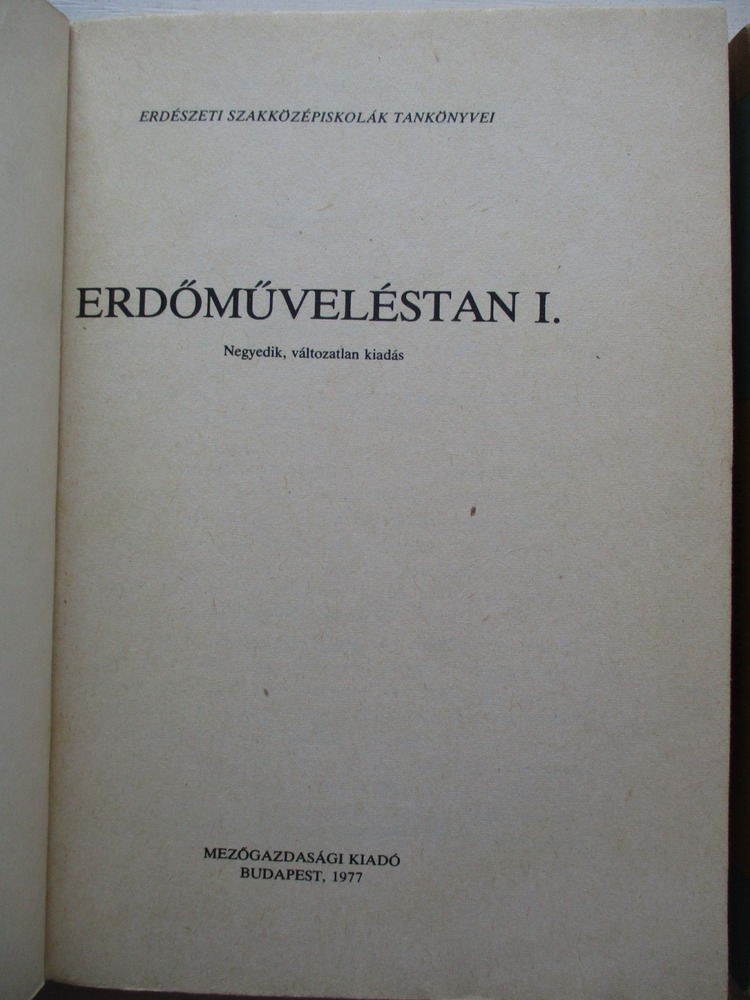 ERDÉSZETI SZAKKÖZÉPISKOLÁK TANKÖNYVEI
ERDŐMŰVELÉSTAN I.
Negyedik, változatlan kiadás
MEZŐGAZDASÁGI KIADÓ
BUDAPEST, 1977